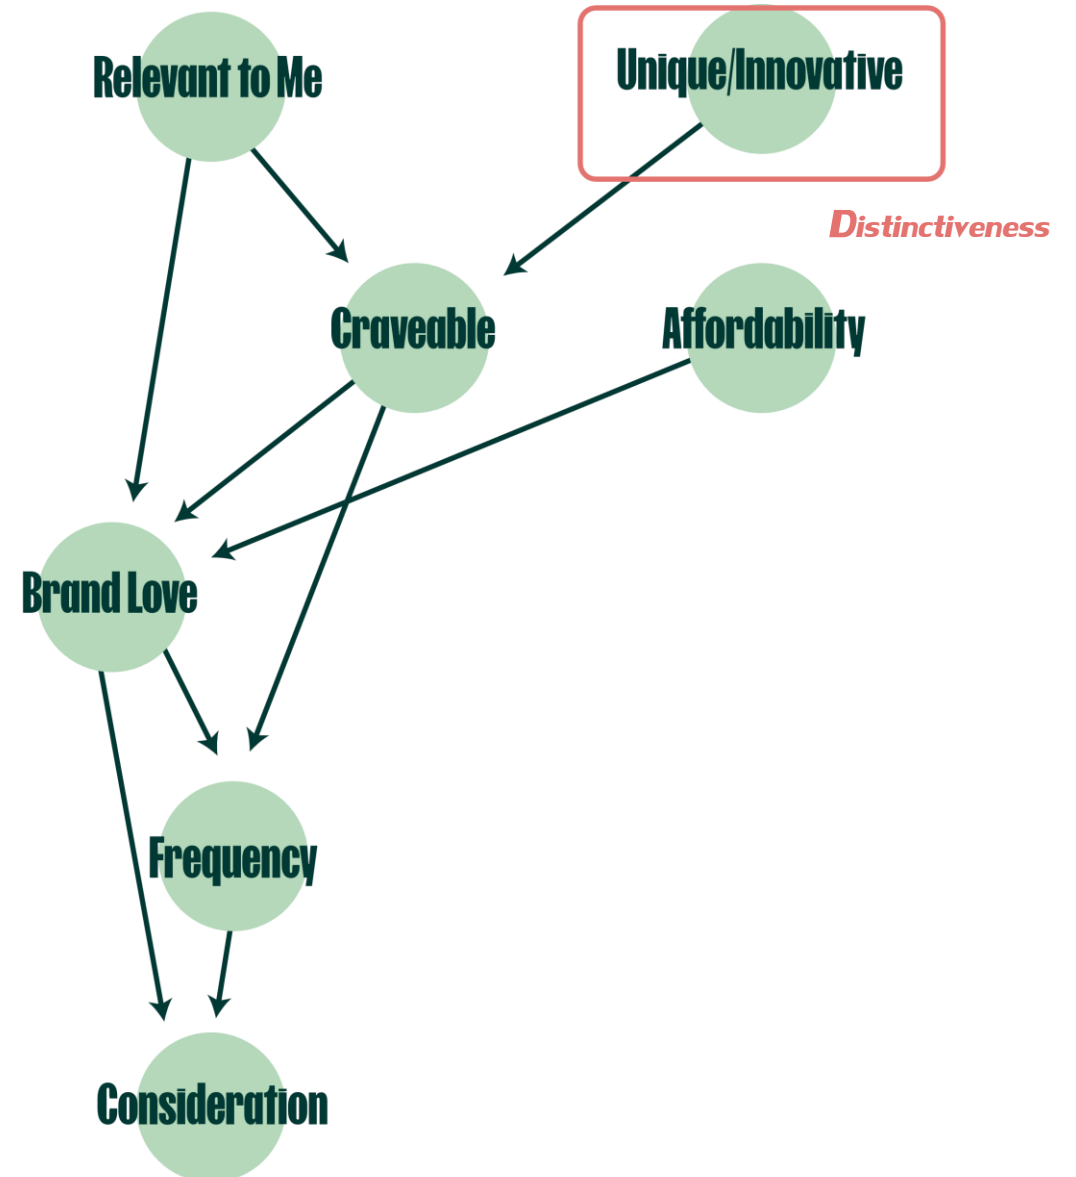 Relevant to Me
Unique/Innovative
Distinctiveness
Craveable
Affordability
Brand Love
Frequency
Consideration